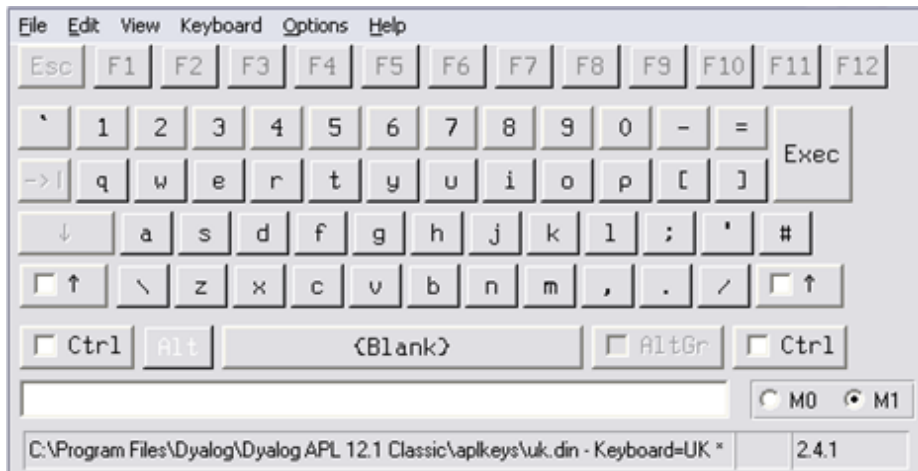 File Edit View Keyboard Options Help
Esc F1 F2 F3 F4 F5 F6 F7 F8 F9 F10 F11 F12
` 1 2 3 4 5 6 7 8 9 0 - = Exec
->| q w e r t y u i o p [ ]
↓ a s d f g h j k l ; ' #
↑ \ z x c v b n m , . / ↑
Ctrl Alt {Blank} AltGr Ctrl
M0 M1
C:\Program Files\Dyalog\Dyalog APL 12.1 Classic\aplkeys\uk.din - Keyboard=UK * 2.4.1